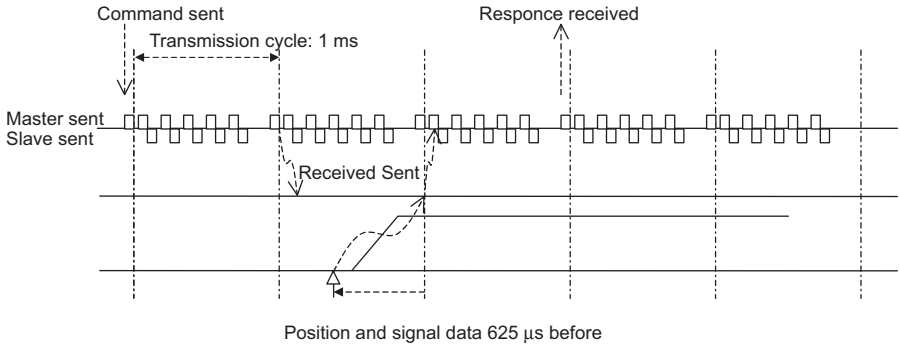 Command sent
Responce received
Transmission cycle: 1 ms
Master sent
Slave sent
Received Sent
Position and signal data 625 μs before